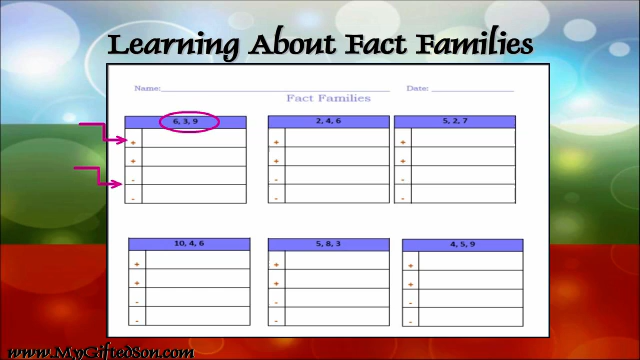 Learning About Fact Families
Name: Date:
Fact Families
6, 3, 9 2, 4, 6 5, 2, 7
+ + +
+ + +
- - -
- - -
10, 4, 6 5, 8, 3 4, 5, 9
+ + +
+ + +
- - -
- - -
www.MyGiftedSon.com